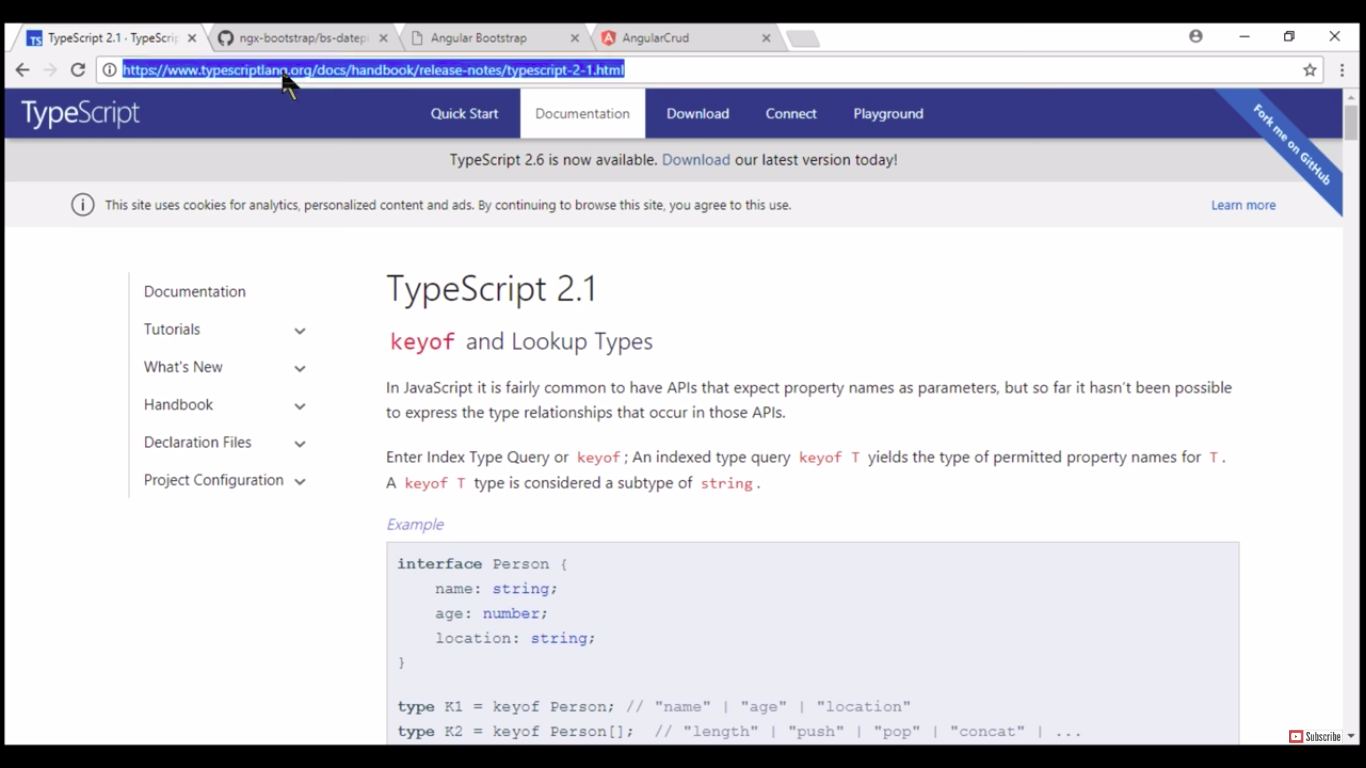 TypeScript 2.1 · TypeScrip
ngx-bootstrap/bs-datepi
Angular Bootstrap
AngularCrud
https://www.typescriptlang.org/docs/handbook/release-notes/typescript-2-1.html
TypeScript
Quick Start
Documentation
Download
Connect
Playground
Fork me on GitHub
TypeScript 2.6 is now available. Download our latest version today!
This site uses cookies for analytics, personalized content and ads. By continuing to browse this site, you agree to this use.
Learn more
Documentation
Tutorials
What's New
Handbook
Declaration Files
Project Configuration
TypeScript 2.1
keyof and Lookup Types
In JavaScript it is fairly common to have APIs that expect property names as parameters, but so far it hasn't been possible
to express the type relationships that occur in those APIs.
Enter Index Type Query or keyof; An indexed type query keyof T yields the type of permitted property names for T.
A keyof T type is considered a subtype of string.
Example
interface Person {
    name: string;
    age: number;
    location: string;
}
type K1 = keyof Person; // "name" | "age" | "location"
type K2 = keyof Person[];  // "length" | "push" | "pop" | "concat" | ...
Subscribe